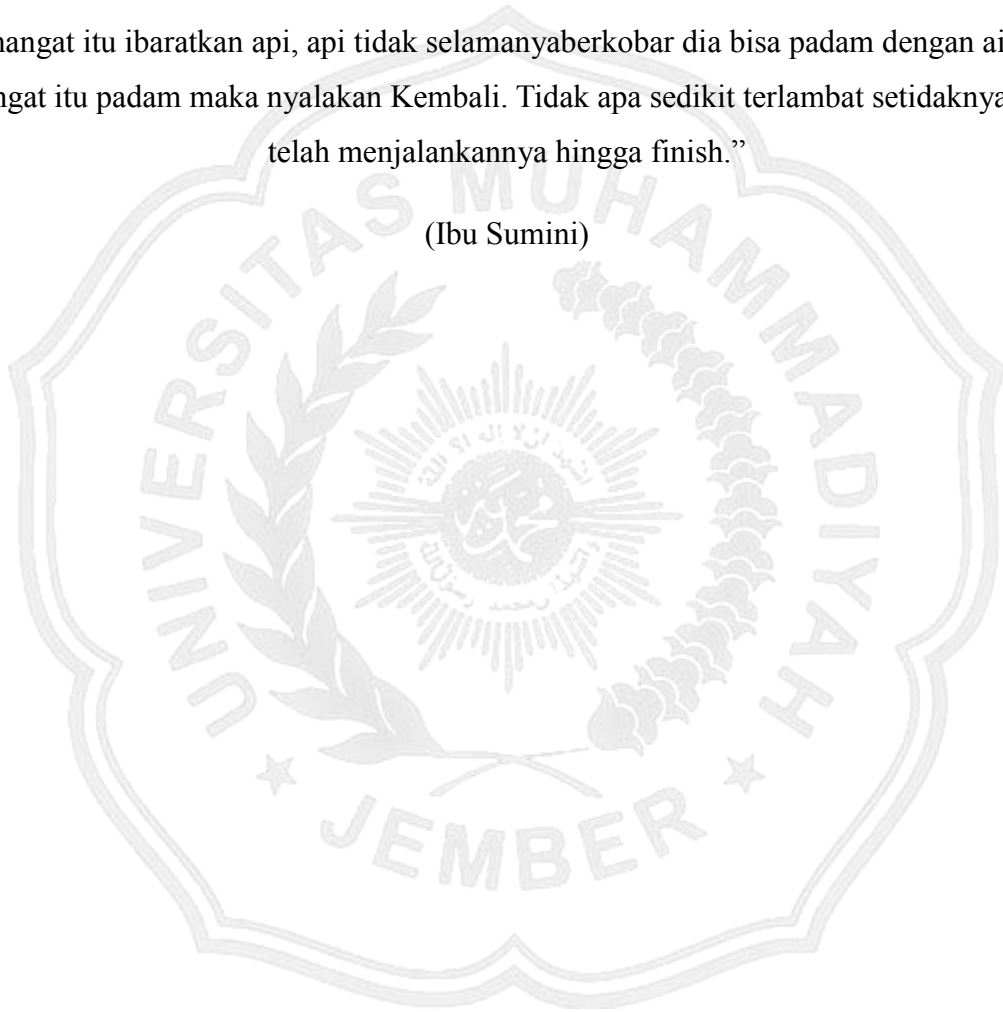 mangat itu ibaratkan api, api tidak selamanyaberkobar dia bisa padam dengan ai
ngat itu padam maka nyalakan Kembali. Tidak apa sedikit terlambat setidaknya
telah menjalankannya hingga finish.”
(Ibu Sumini)
UNIVERSITAS MUHAMMADIYAH
JEMBER